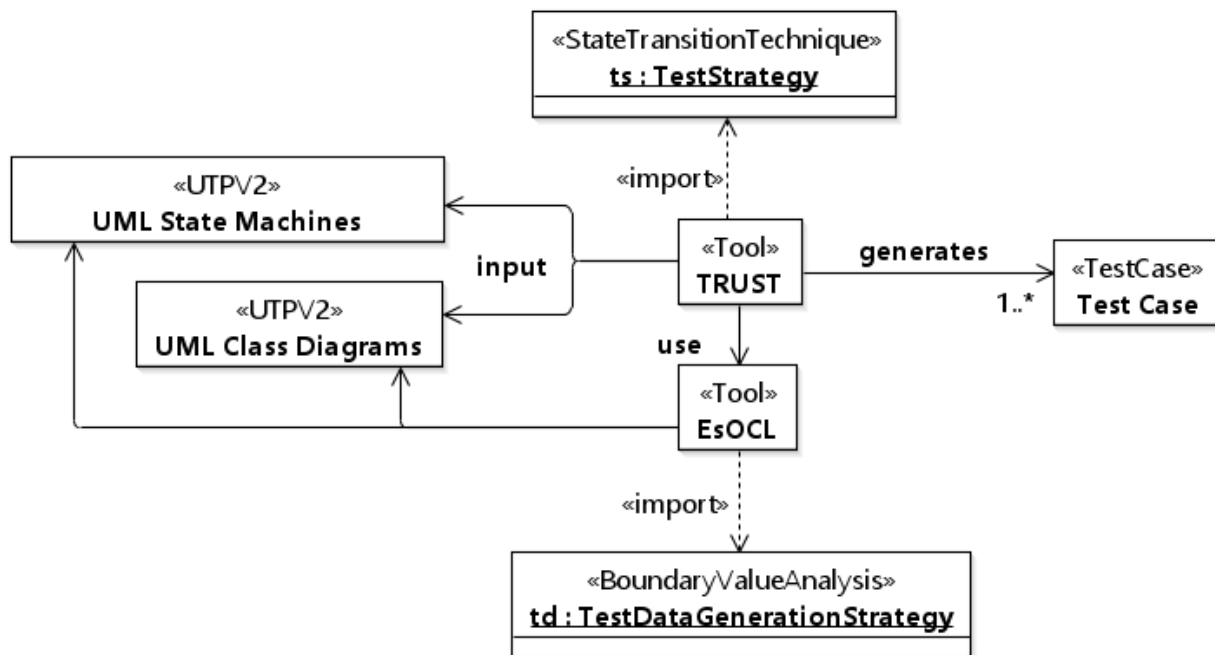 «StateTransitionTechnique»
ts : TestStrategy
«import»
«UTPV2»
UML State Machines
«Tool»
TRUST
generates
1..*
«TestCase»
Test Case
input
«UTPV2»
UML Class Diagrams
use
«Tool»
EsOCL
«import»
«BoundaryValueAnalysis»
td : TestDataGenerationStrategy